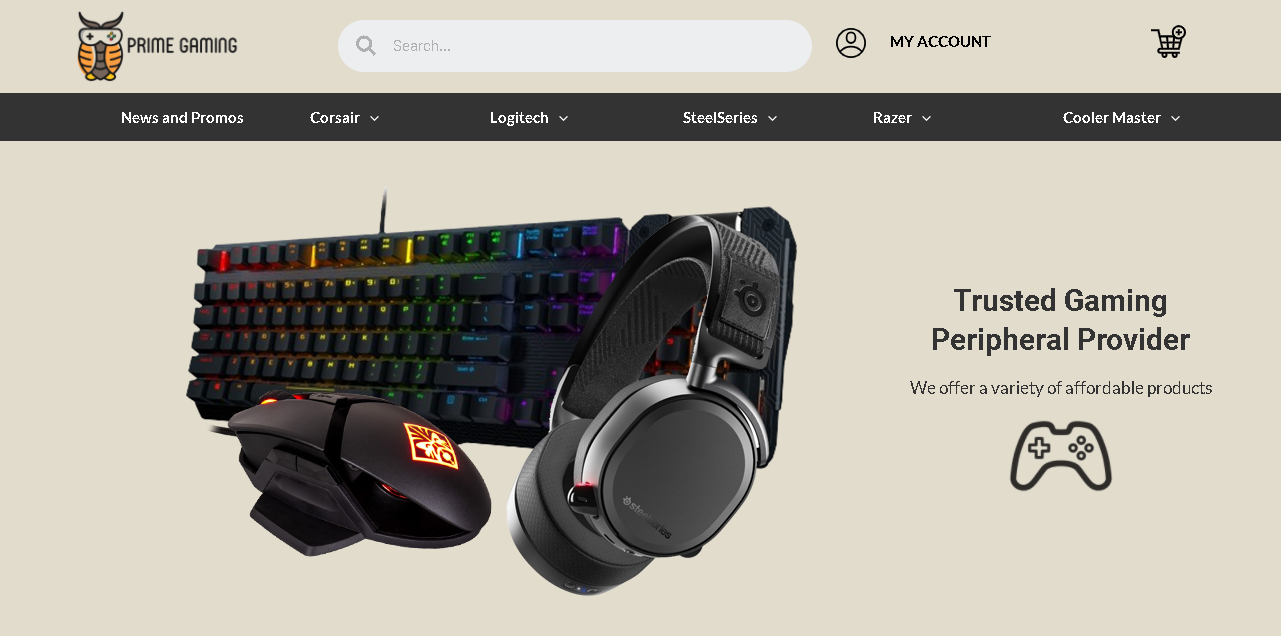 PRIME GAMING
Search...
MY ACCOUNT
News and Promos
Corsair
Logitech
SteelSeries
Razer
Cooler Master
Trusted Gaming
Peripheral Provider
We offer a variety of affordable products
steelseries